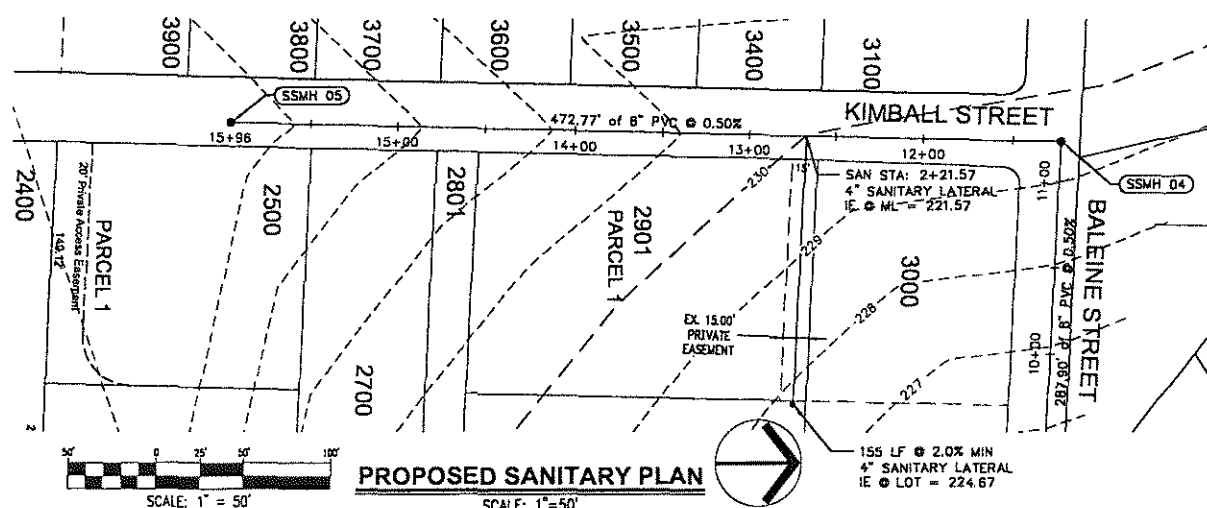 3900
3800
3700
3600
3500
3400
3100
SSMH 05
472.77' of 8" PVC @ 0.50%
KIMBALL STREET
15+96
15+00
14+00
13+00
12+00
11+00
SSMH 04
15'
SAN STA: 2+21.57
4" SANITARY LATERAL
IE @ ML = 221.57
2400
20' Private Access Easement
149.12'
PARCEL 1
2500
2801
2901
PARCEL 1
230
229
228
227
3000
BALEINE STREET
287.90' of 8" PVC @ 0.50%
10+00
EX. 15.00'
PRIVATE
EASEMENT
2700
2
155 LF @ 2.0% MIN
4" SANITARY LATERAL
IE @ LOT = 224.67
50' 0 25' 50' 100'
SCALE: 1" = 50'
PROPOSED SANITARY PLAN
SCALE: 1"=50'